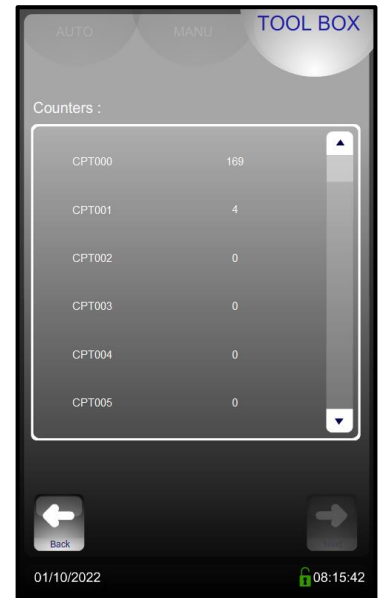 AUTO MANU TOOL BOX
Counters :
CPT000 169
CPT001 4
CPT002 0
CPT003 0
CPT004 0
CPT005 0
Back Next
01/10/2022 08:15:42